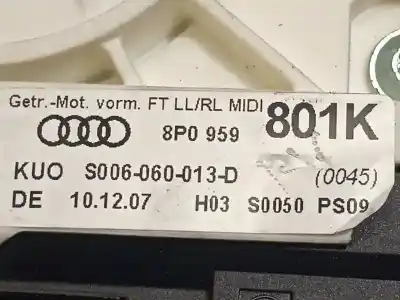 Getr.-Mot. vorm. FT LL/RL MIDI
8P0 959 801K
KUO S006-060-013-D (0045)
DE 10.12.07 H03 S0050 PS09